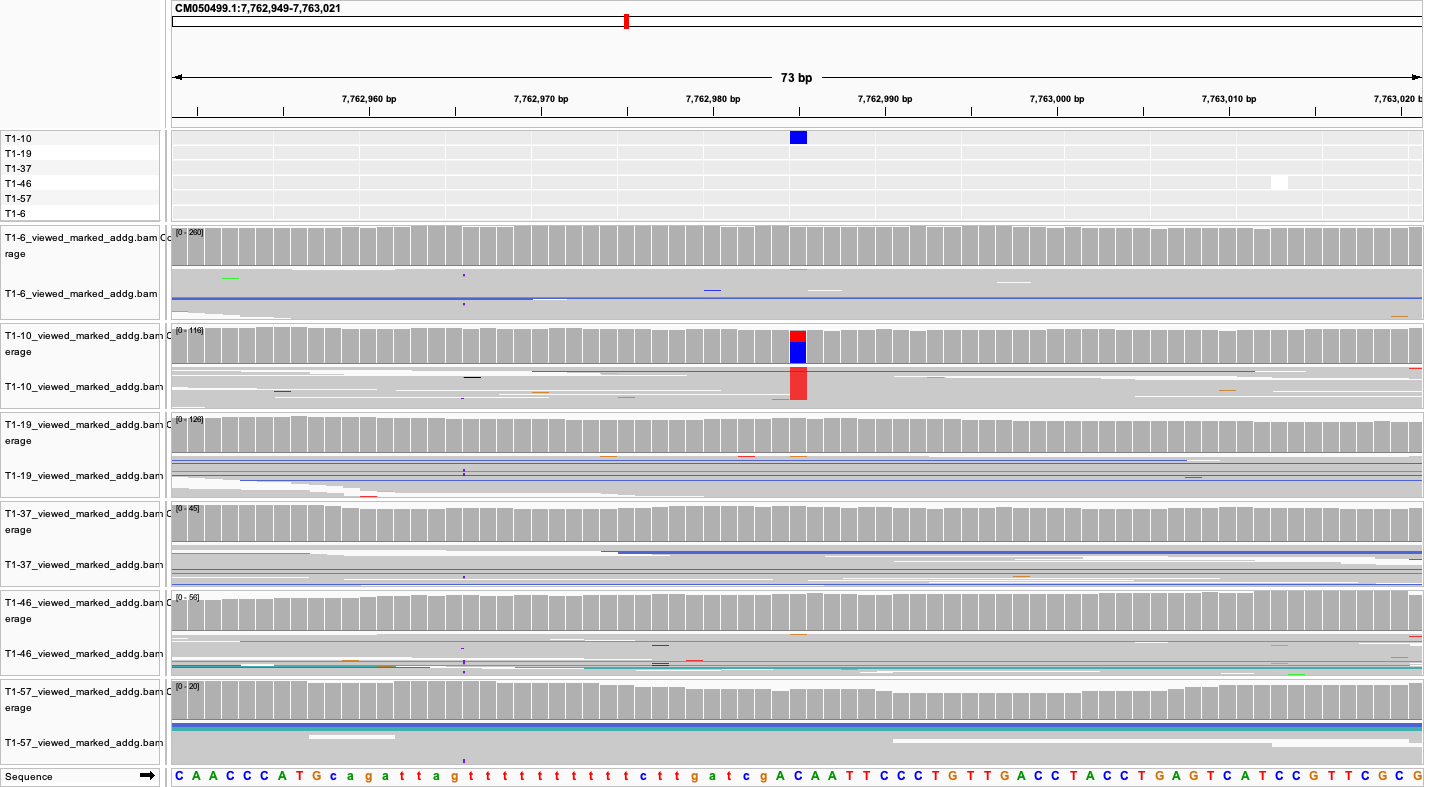 CM050499.1:7,762,949-7,763,021
73 bp
7,762,960 bp 7,762,970 bp 7,762,980 bp 7,762,990 bp 7,763,000 bp 7,763,010 bp 7,763,020 b
T1-10
T1-19
T1-37
T1-46
T1-57
T1-6
T1-6_viewed_marked_addg.bam Co
rage
[0 - 260]
T1-6_viewed_marked_addg.bam
T1-10_viewed_marked_addg.bam C
erage
[0 - 116]
T1-10_viewed_marked_addg.bam
T1-19_viewed_marked_addg.bam C
erage
[0 - 126]
T1-19_viewed_marked_addg.bam
T1-37_viewed_marked_addg.bam C
erage
[0 - 45]
T1-37_viewed_marked_addg.bam
T1-46_viewed_marked_addg.bam C
erage
[0 - 56]
T1-46_viewed_marked_addg.bam
T1-57_viewed_marked_addg.bam C
erage
[0 - 20]
T1-57_viewed_marked_addg.bam
Sequence C A A C C C A T G c a g a t t a g t t t t t t t t t t c t t g a t c g A C A A T T C C C T G T T G A C C T A C C T G A G T C A T C C G T T C G C G